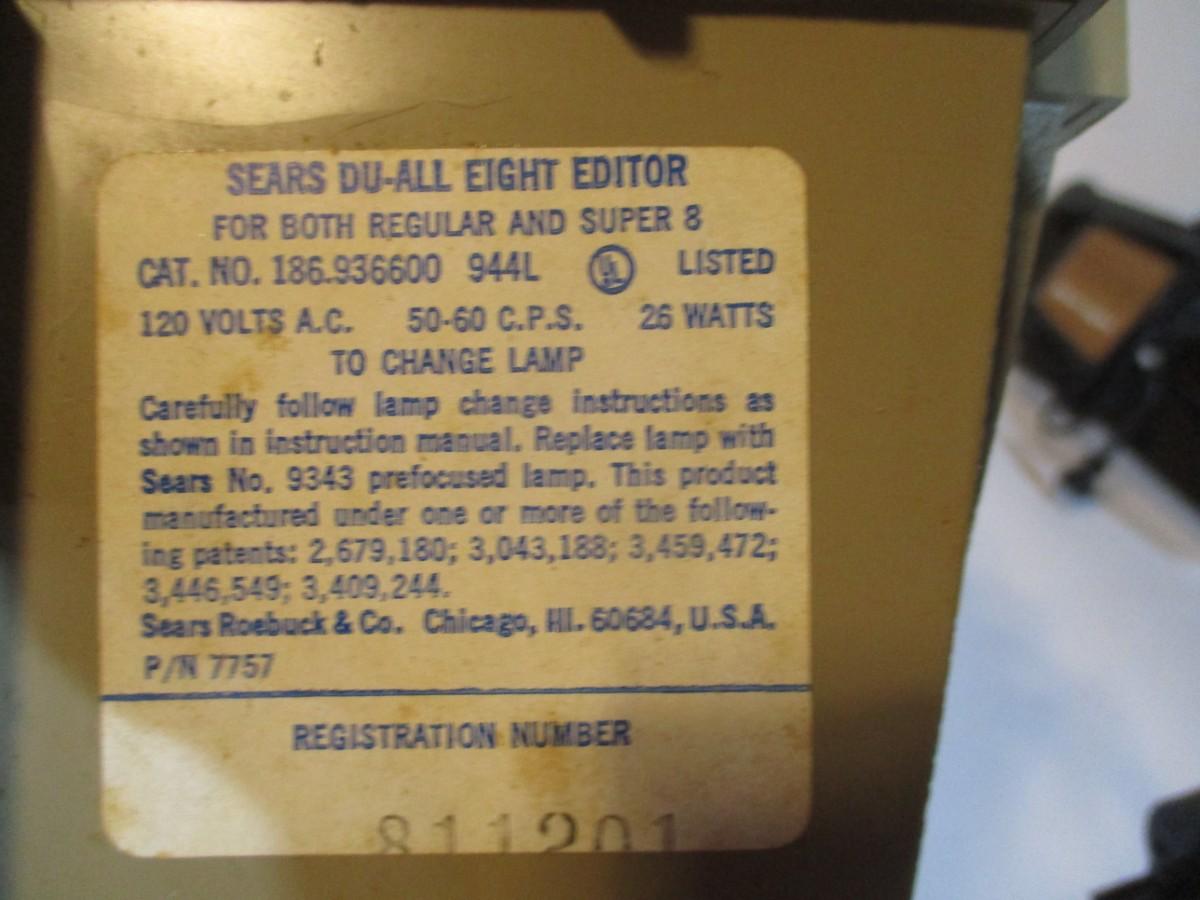 SEARS DU-ALL EIGHT EDITOR
FOR BOTH REGULAR AND SUPER 8
CAT. NO. 186.936600 944L UL LISTED
120 VOLTS A.C. 50-60 C.P.S. 26 WATTS
TO CHANGE LAMP
Carefully follow lamp change instructions as
shown in instruction manual. Replace lamp with
Sears No. 9343 prefocused lamp. This product
manufactured under one or more of the follow-
ing patents: 2,679,180; 3,043,188; 3,459,472;
3,446,549; 3,409,244.
Sears Roebuck & Co. Chicago, Ill. 60684, U.S.A.
P/N 7757
REGISTRATION NUMBER
811201